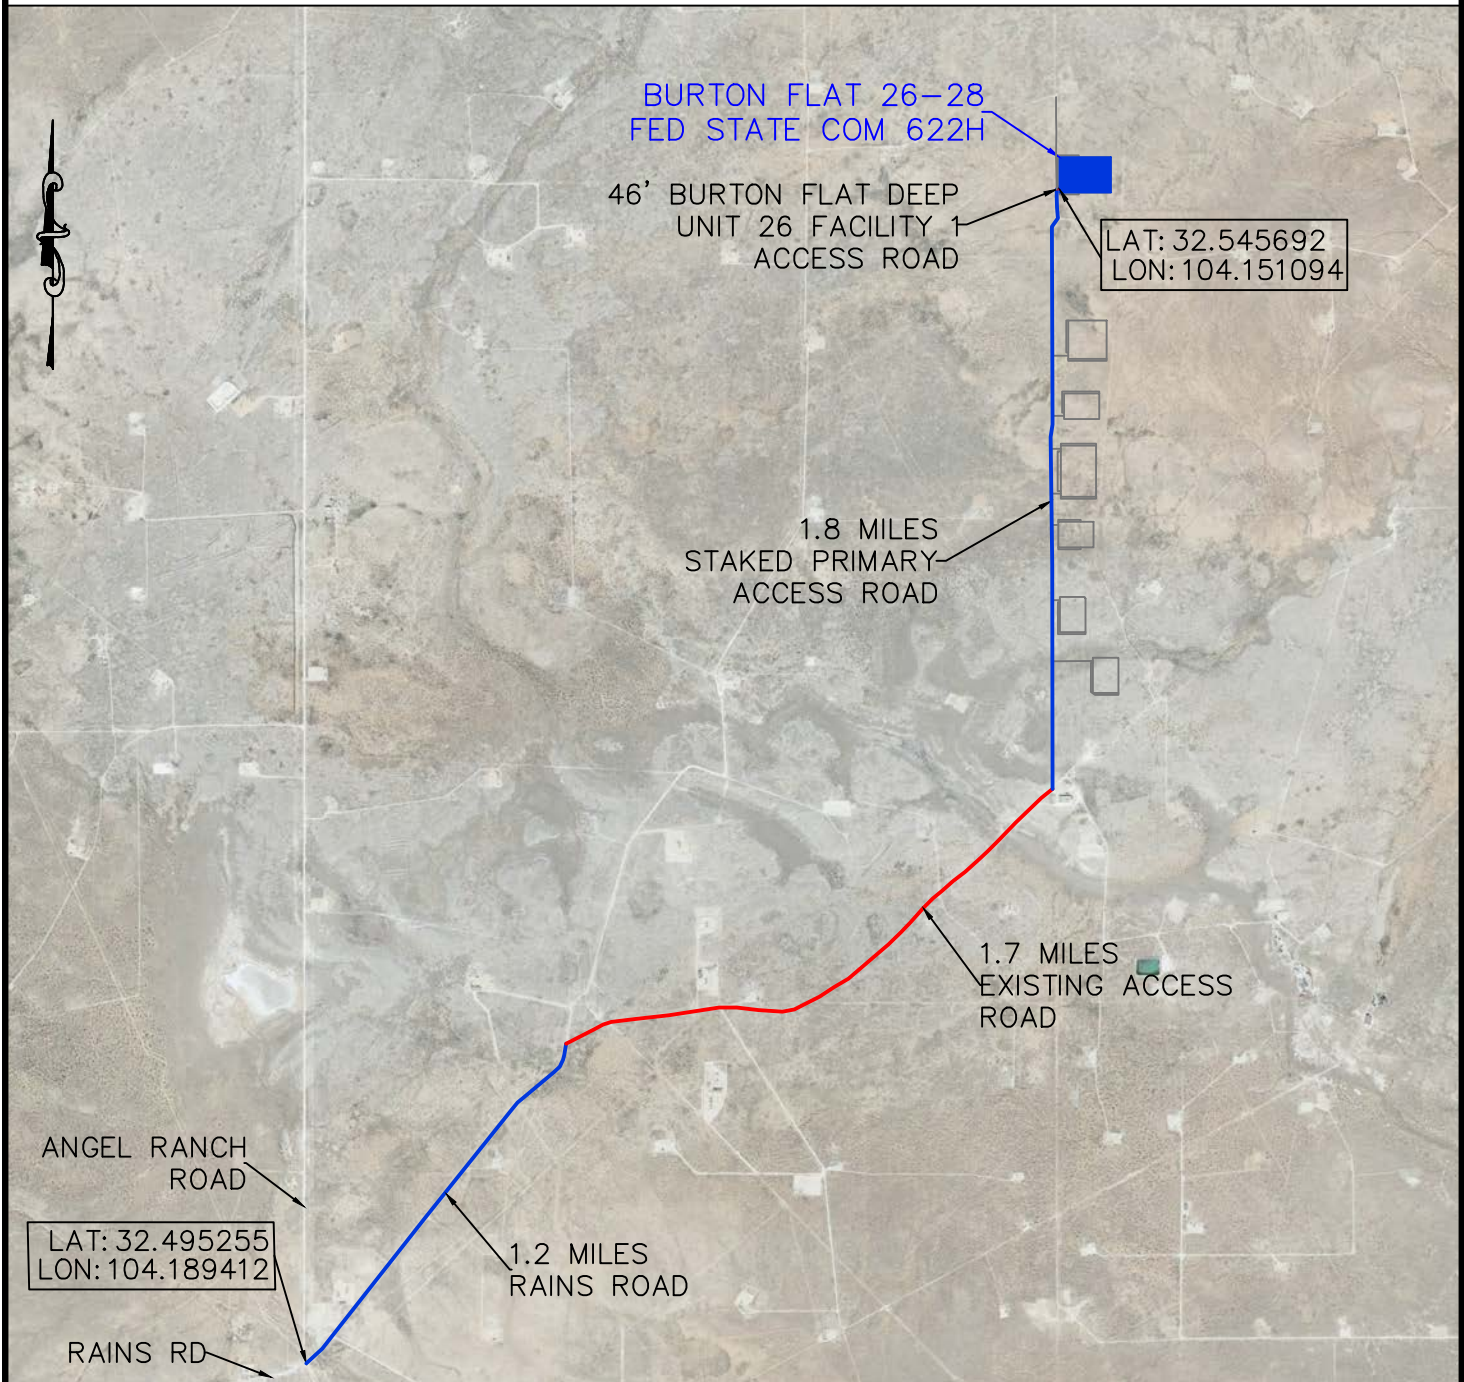 BURTON FLAT 26-28
FED STATE COM 622H
46' BURTON FLAT DEEP
UNIT 26 FACILITY 1
ACCESS ROAD
LAT: 32.545692
LON: 104.151094
1.8 MILES
STAKED PRIMARY
ACCESS ROAD
1.7 MILES
EXISTING ACCESS
ROAD
ANGEL RANCH
ROAD
LAT: 32.495255
LON: 104.189412
1.2 MILES
RAINS ROAD
RAINS RD